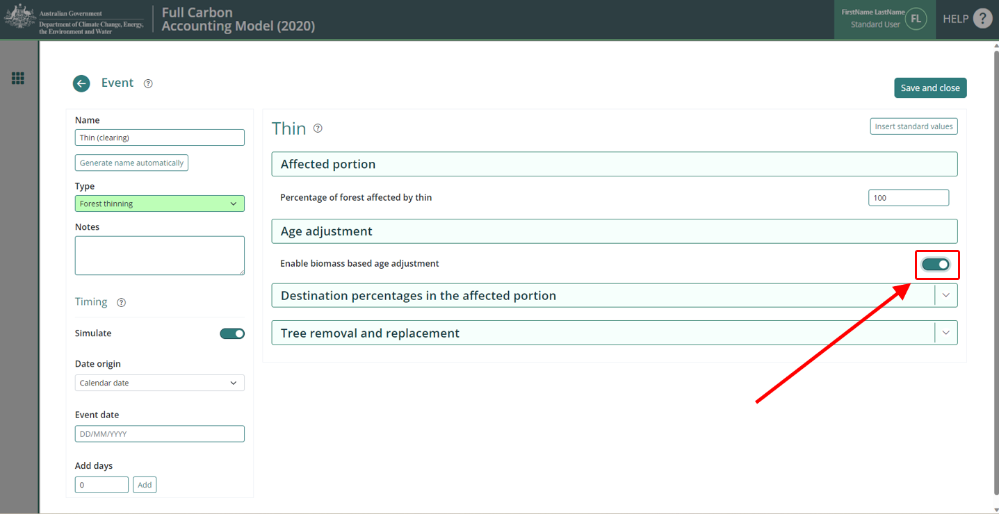 Australian Government
Department of Climate Change, Energy,
the Environment and Water
Full Carbon
Accounting Model (2020)
FirstName LastName
Standard User
FL
HELP ?
Event ?
Save and close
Name
Thin (clearing)
Generate name automatically
Type
Forest thinning
Notes
Timing ?
Simulate
Date origin
Calendar date
Event date
DD/MM/YYYY
Add days
0 Add
Thin ?
Insert standard values
Affected portion
Percentage of forest affected by thin 100
Age adjustment
Enable biomass based age adjustment
Destination percentages in the affected portion
Tree removal and replacement